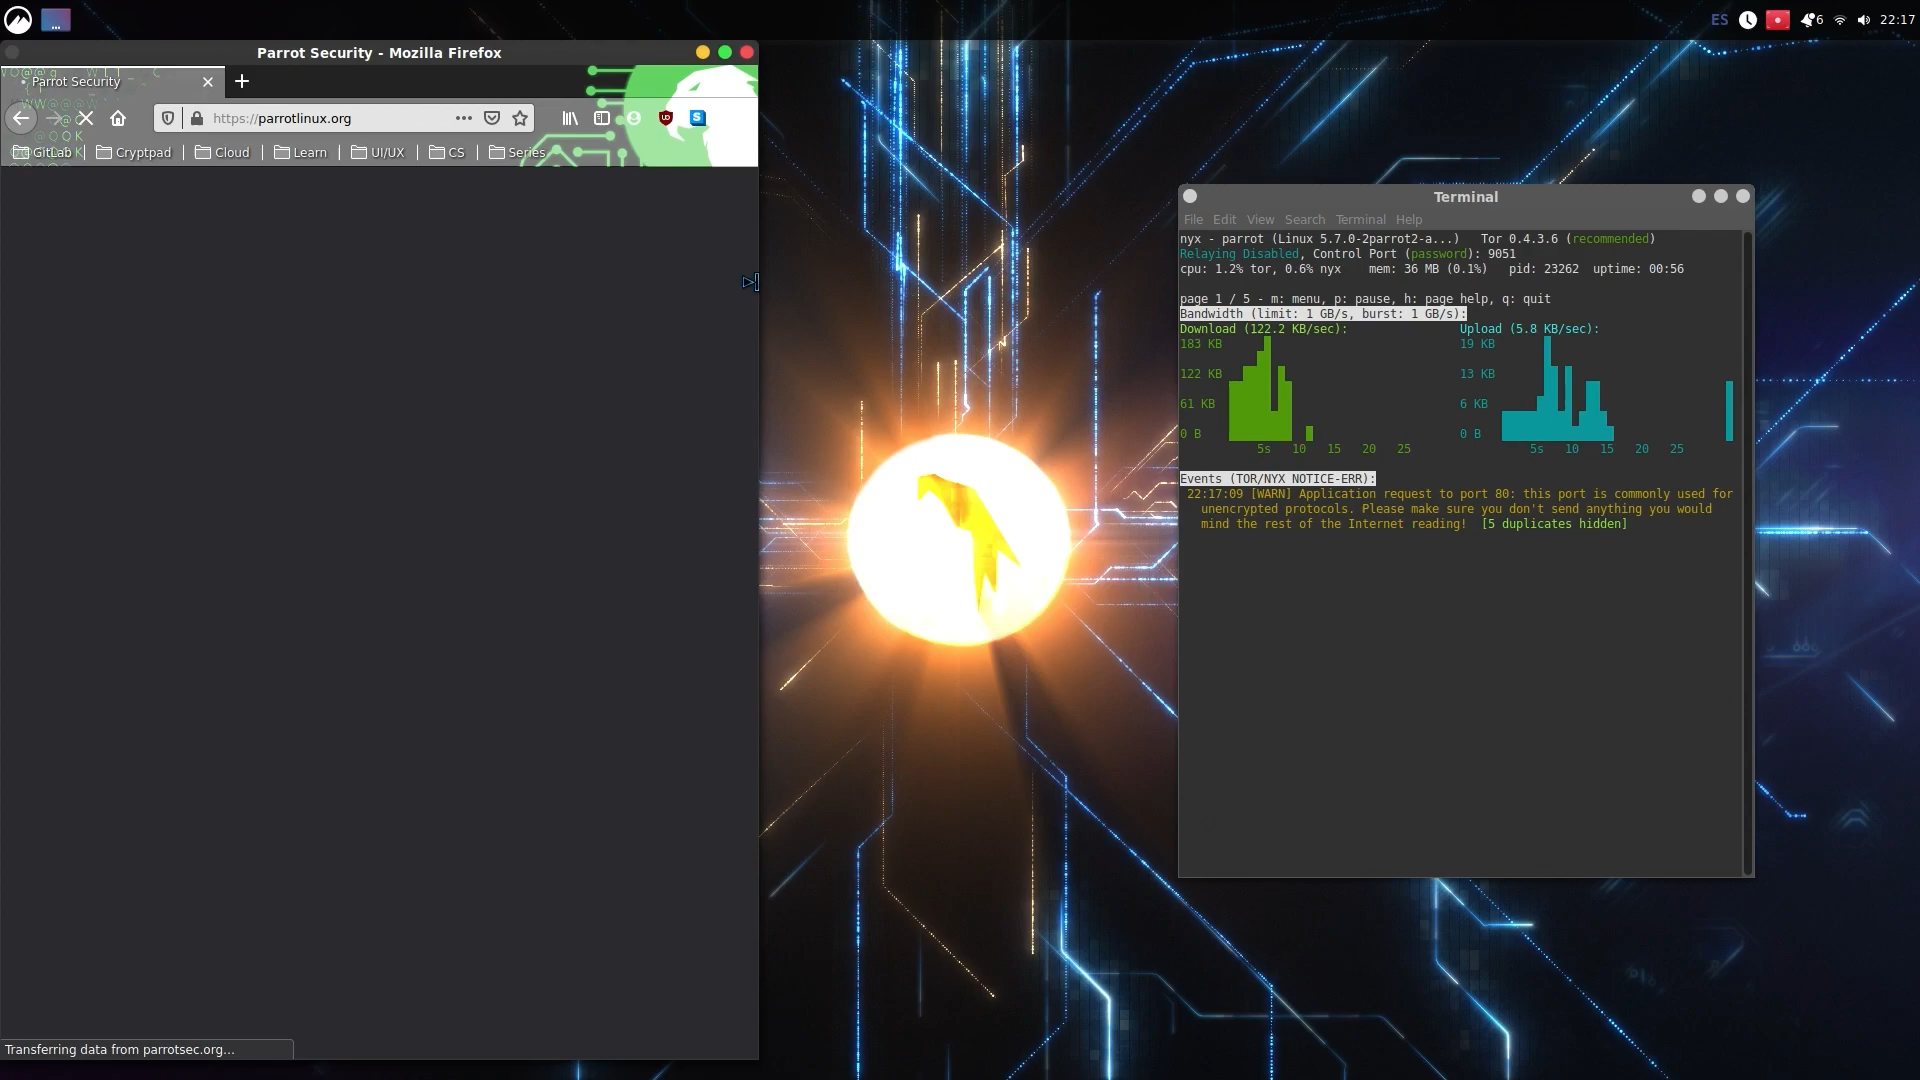 ES
6
22:17
Parrot Security - Mozilla Firefox
Parrot Security
https://parrotlinux.org
GitLab
Cryptpad
Cloud
Learn
UI/UX
CS
Series
Transferring data from parrotsec.org…
Terminal
File Edit View Search Terminal Help
nyx - parrot (Linux 5.7.0-2parrot2-a...) Tor 0.4.3.6 (recommended)
Relaying Disabled, Control Port (password): 9051
cpu: 1.2% tor, 0.6% nyx mem: 36 MB (0.1%) pid: 23262 uptime: 00:56
page 1 / 5 - m: menu, p: pause, h: page help, q: quit
Bandwidth (limit: 1 GB/s, burst: 1 GB/s):
Download (122.2 KB/sec): Upload (5.8 KB/sec):
183 KB 19 KB
122 KB 13 KB
61 KB 6 KB
0 B 0 B
5s 10 15 20 25 5s 10 15 20 25
Events (TOR/NYX NOTICE-ERR):
22:17:09 [WARN] Application request to port 80: this port is commonly used for
unencrypted protocols. Please make sure you don't send anything you would
mind the rest of the Internet reading! [5 duplicates hidden]